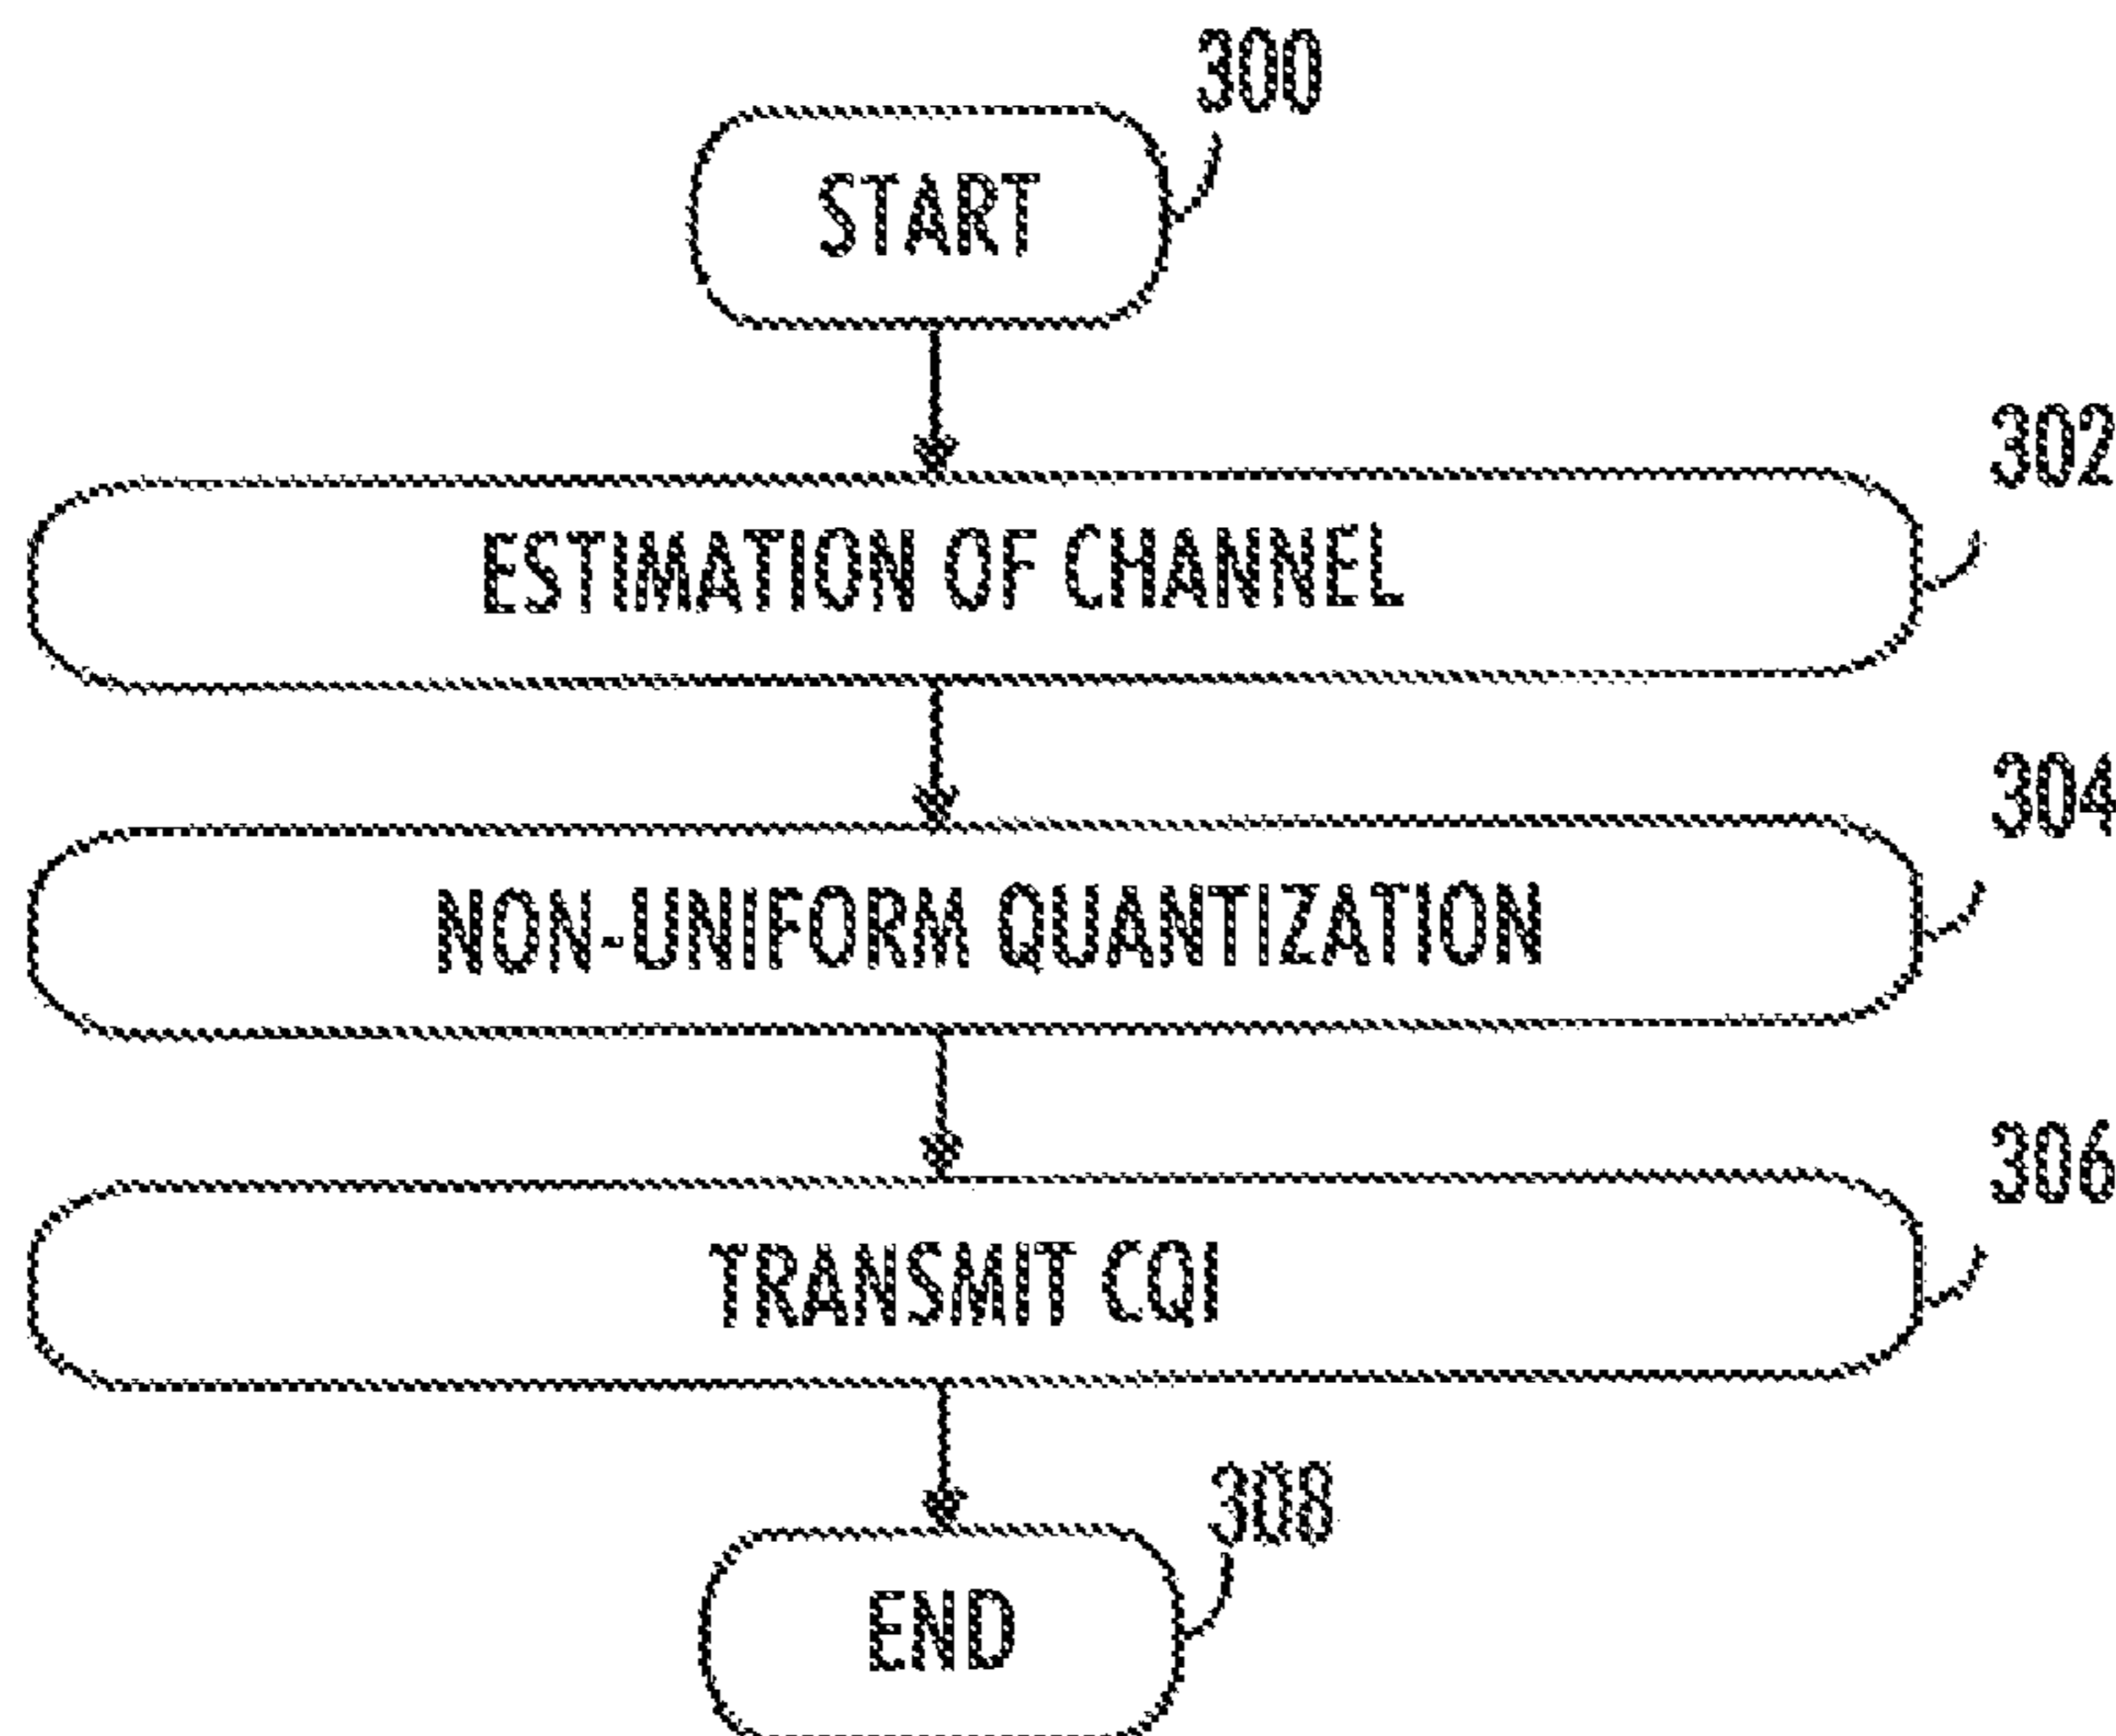 300
START
302
ESTIMATION OF CHANNEL
304
NON-UNIFORM QUANTIZATION
306
TRANSMIT CQI
308
END